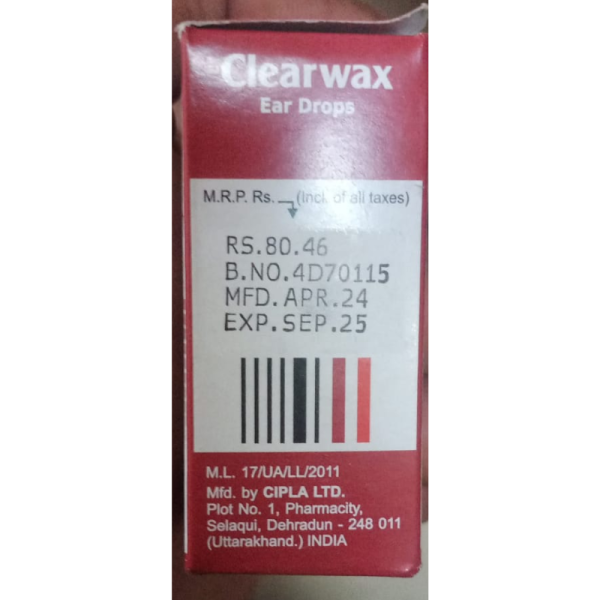 Clearwax
Ear Drops
M.R.P. Rs. (Incl. of all taxes)
RS.80.46
B.NO.4D70115
MFD.APR.24
EXP.SEP.25
M.L. 17/UA/LL/2011
Mfd. by CIPLA LTD.
Plot No. 1, Pharmacity,
Selaqui, Dehradun - 248 011
(Uttarakhand.) INDIA